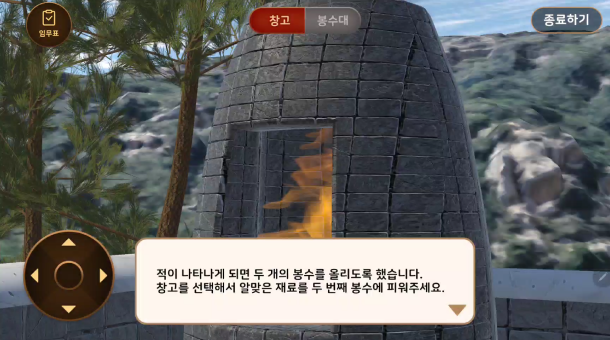 임무표
창고
봉수대
종료하기
적이 나타나게 되면 두 개의 봉수를 올리도록 했습니다.
창고를 선택해서 알맞은 재료를 두 번째 봉수에 피워주세요.